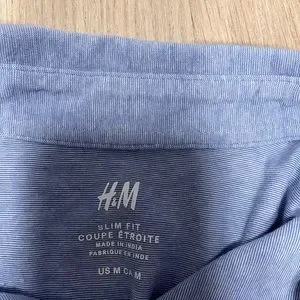 H&M
SLIM FIT
COUPE ÉTROITE
MADE IN INDIA
FABRIQUÉ EN INDE
US M CA M